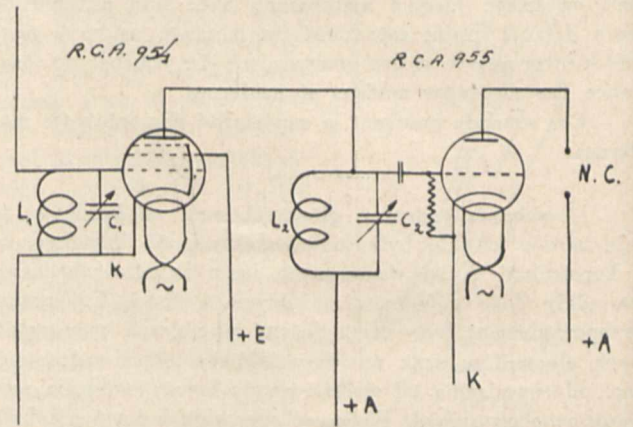 R.C.A. 954
R.C.A. 955
N.C.
L₁
C₁
L₂
C₂
K
~
~
+E
+A
K
+A